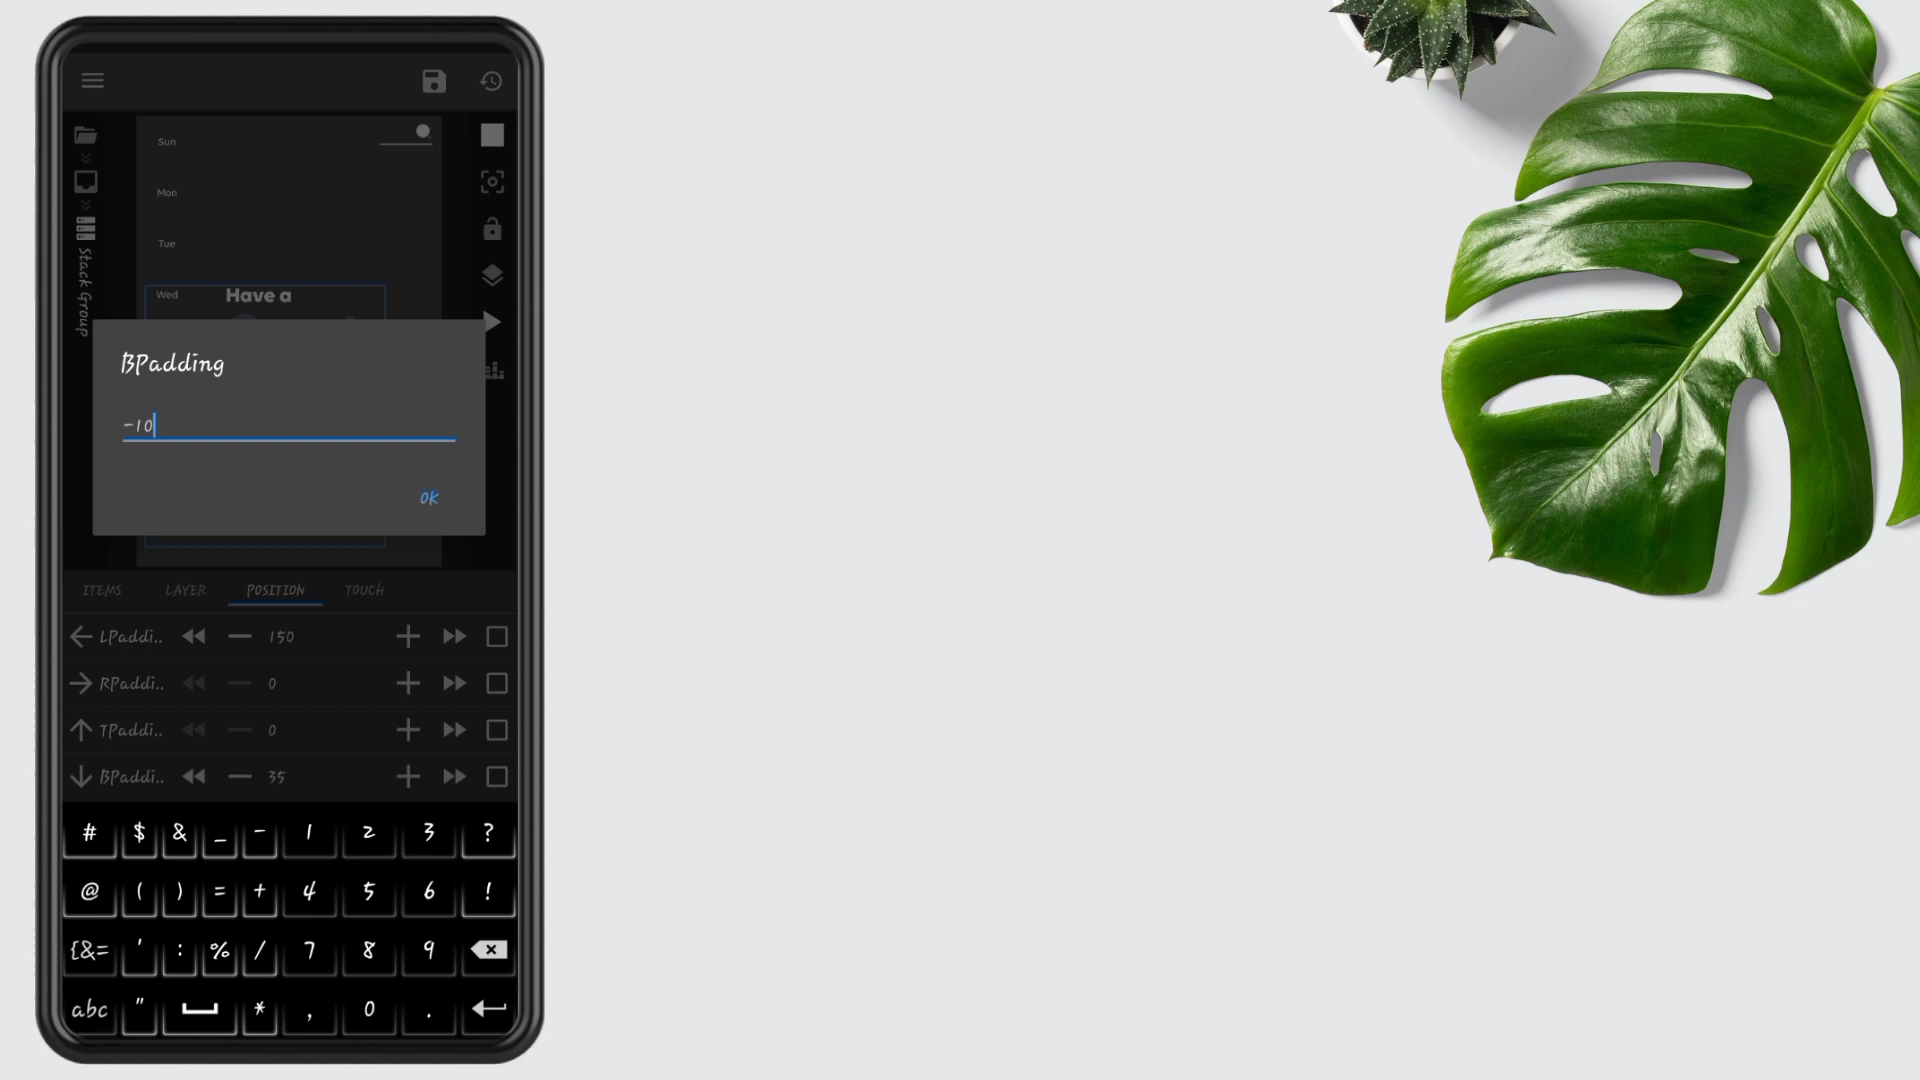 Sun
Mon
Tue
Wed
Have a
Stack Group
BPadding
-10
OK
ITEMS LAYER POSITION TOUCH
LPaddi.. 150
RPaddi.. 0
TPaddi.. 0
BPaddi.. 35
# $ & _ - 1 2 3 ?
@ ( ) = + 4 5 6 !
{&= ' : % / 7 8 9
abc " * , 0 .